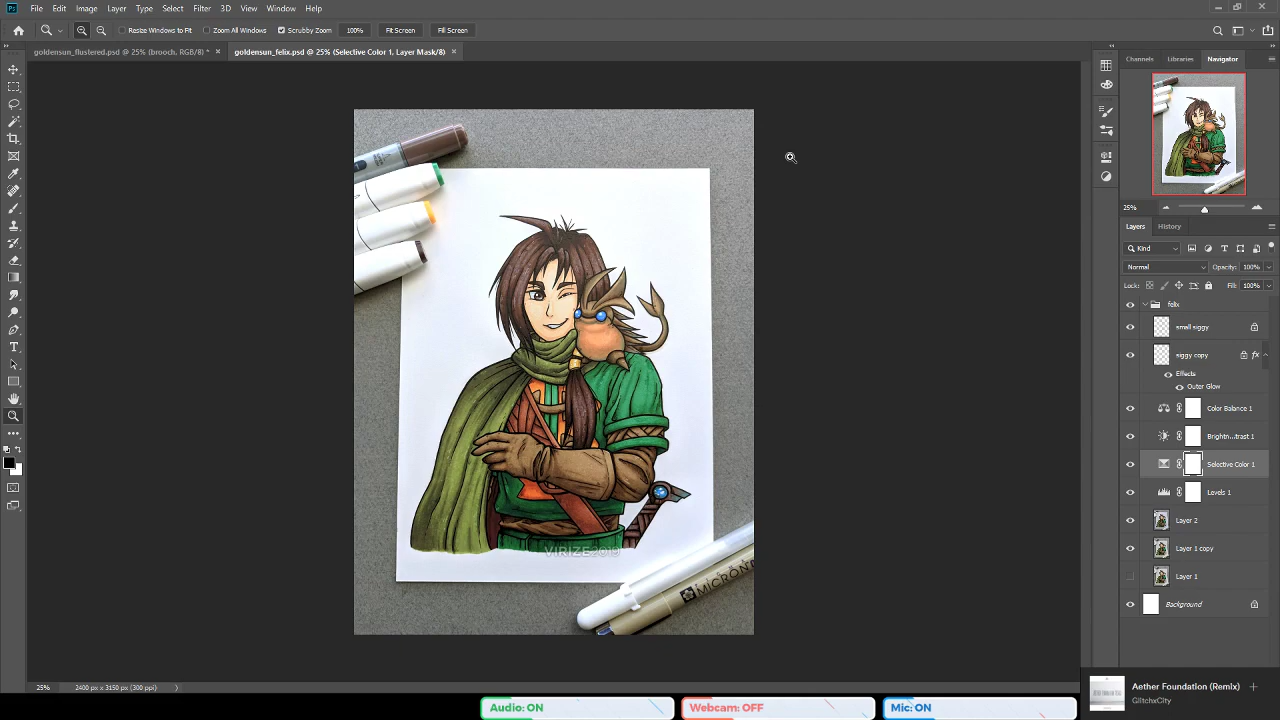 File Edit Image Layer Type Select Filter 3D View Window Help
Resize Windows to Fit Zoom All Windows Scrubby Zoom 100% Fit Screen Fill Screen
goldensun_flustered.psd @ 25% (brooch, RGB/8) * goldensun_felix.psd @ 25% (Selective Color 1, Layer Mask/8)
Channels Libraries Navigator
25%
Layers History
Kind
Normal Opacity: 100%
Lock: Fill: 100%
felix
small siggy
siggy copy fx
Effects
Outer Glow
Color Balance 1
Brightn...trast 1
Selective Color 1
Levels 1
Layer 2
Layer 1 copy
Layer 1
Background
VIRIZE2019
MICRON
25% 2400 px x 3150 px (300 ppi)
Aether Foundation (Remix)
GlitchxCity
Audio: ON Webcam: OFF Mic: ON